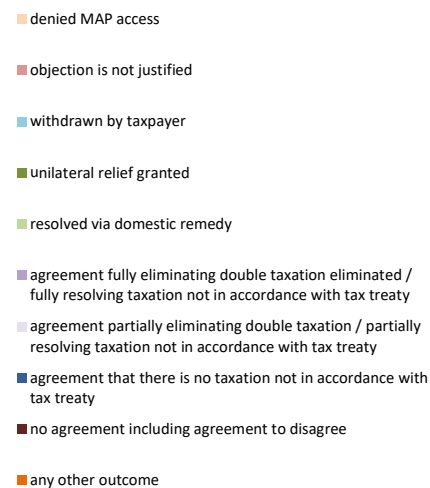 denied MAP access
objection is not justified
withdrawn by taxpayer
unilateral relief granted
resolved via domestic remedy
agreement fully eliminating double taxation eliminated /
fully resolving taxation not in accordance with tax treaty
agreement partially eliminating double taxation / partially
resolving taxation not in accordance with tax treaty
agreement that there is no taxation not in accordance with
tax treaty
no agreement including agreement to disagree
any other outcome